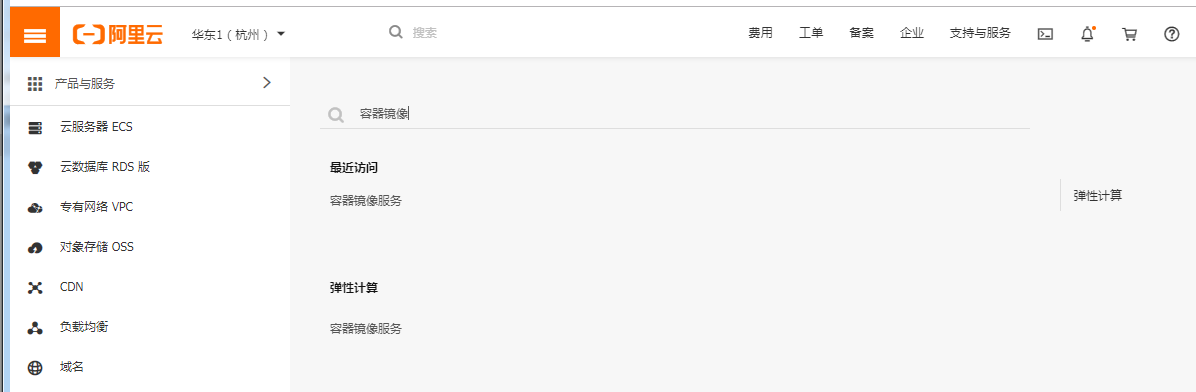 阿里云 华东1（杭州） 搜索 费用 工单 备案 企业 支持与服务
产品与服务
云服务器 ECS
云数据库 RDS 版
专有网络 VPC
对象存储 OSS
CDN
负载均衡
域名
容器镜像
最近访问
容器镜像服务
弹性计算
容器镜像服务
弹性计算